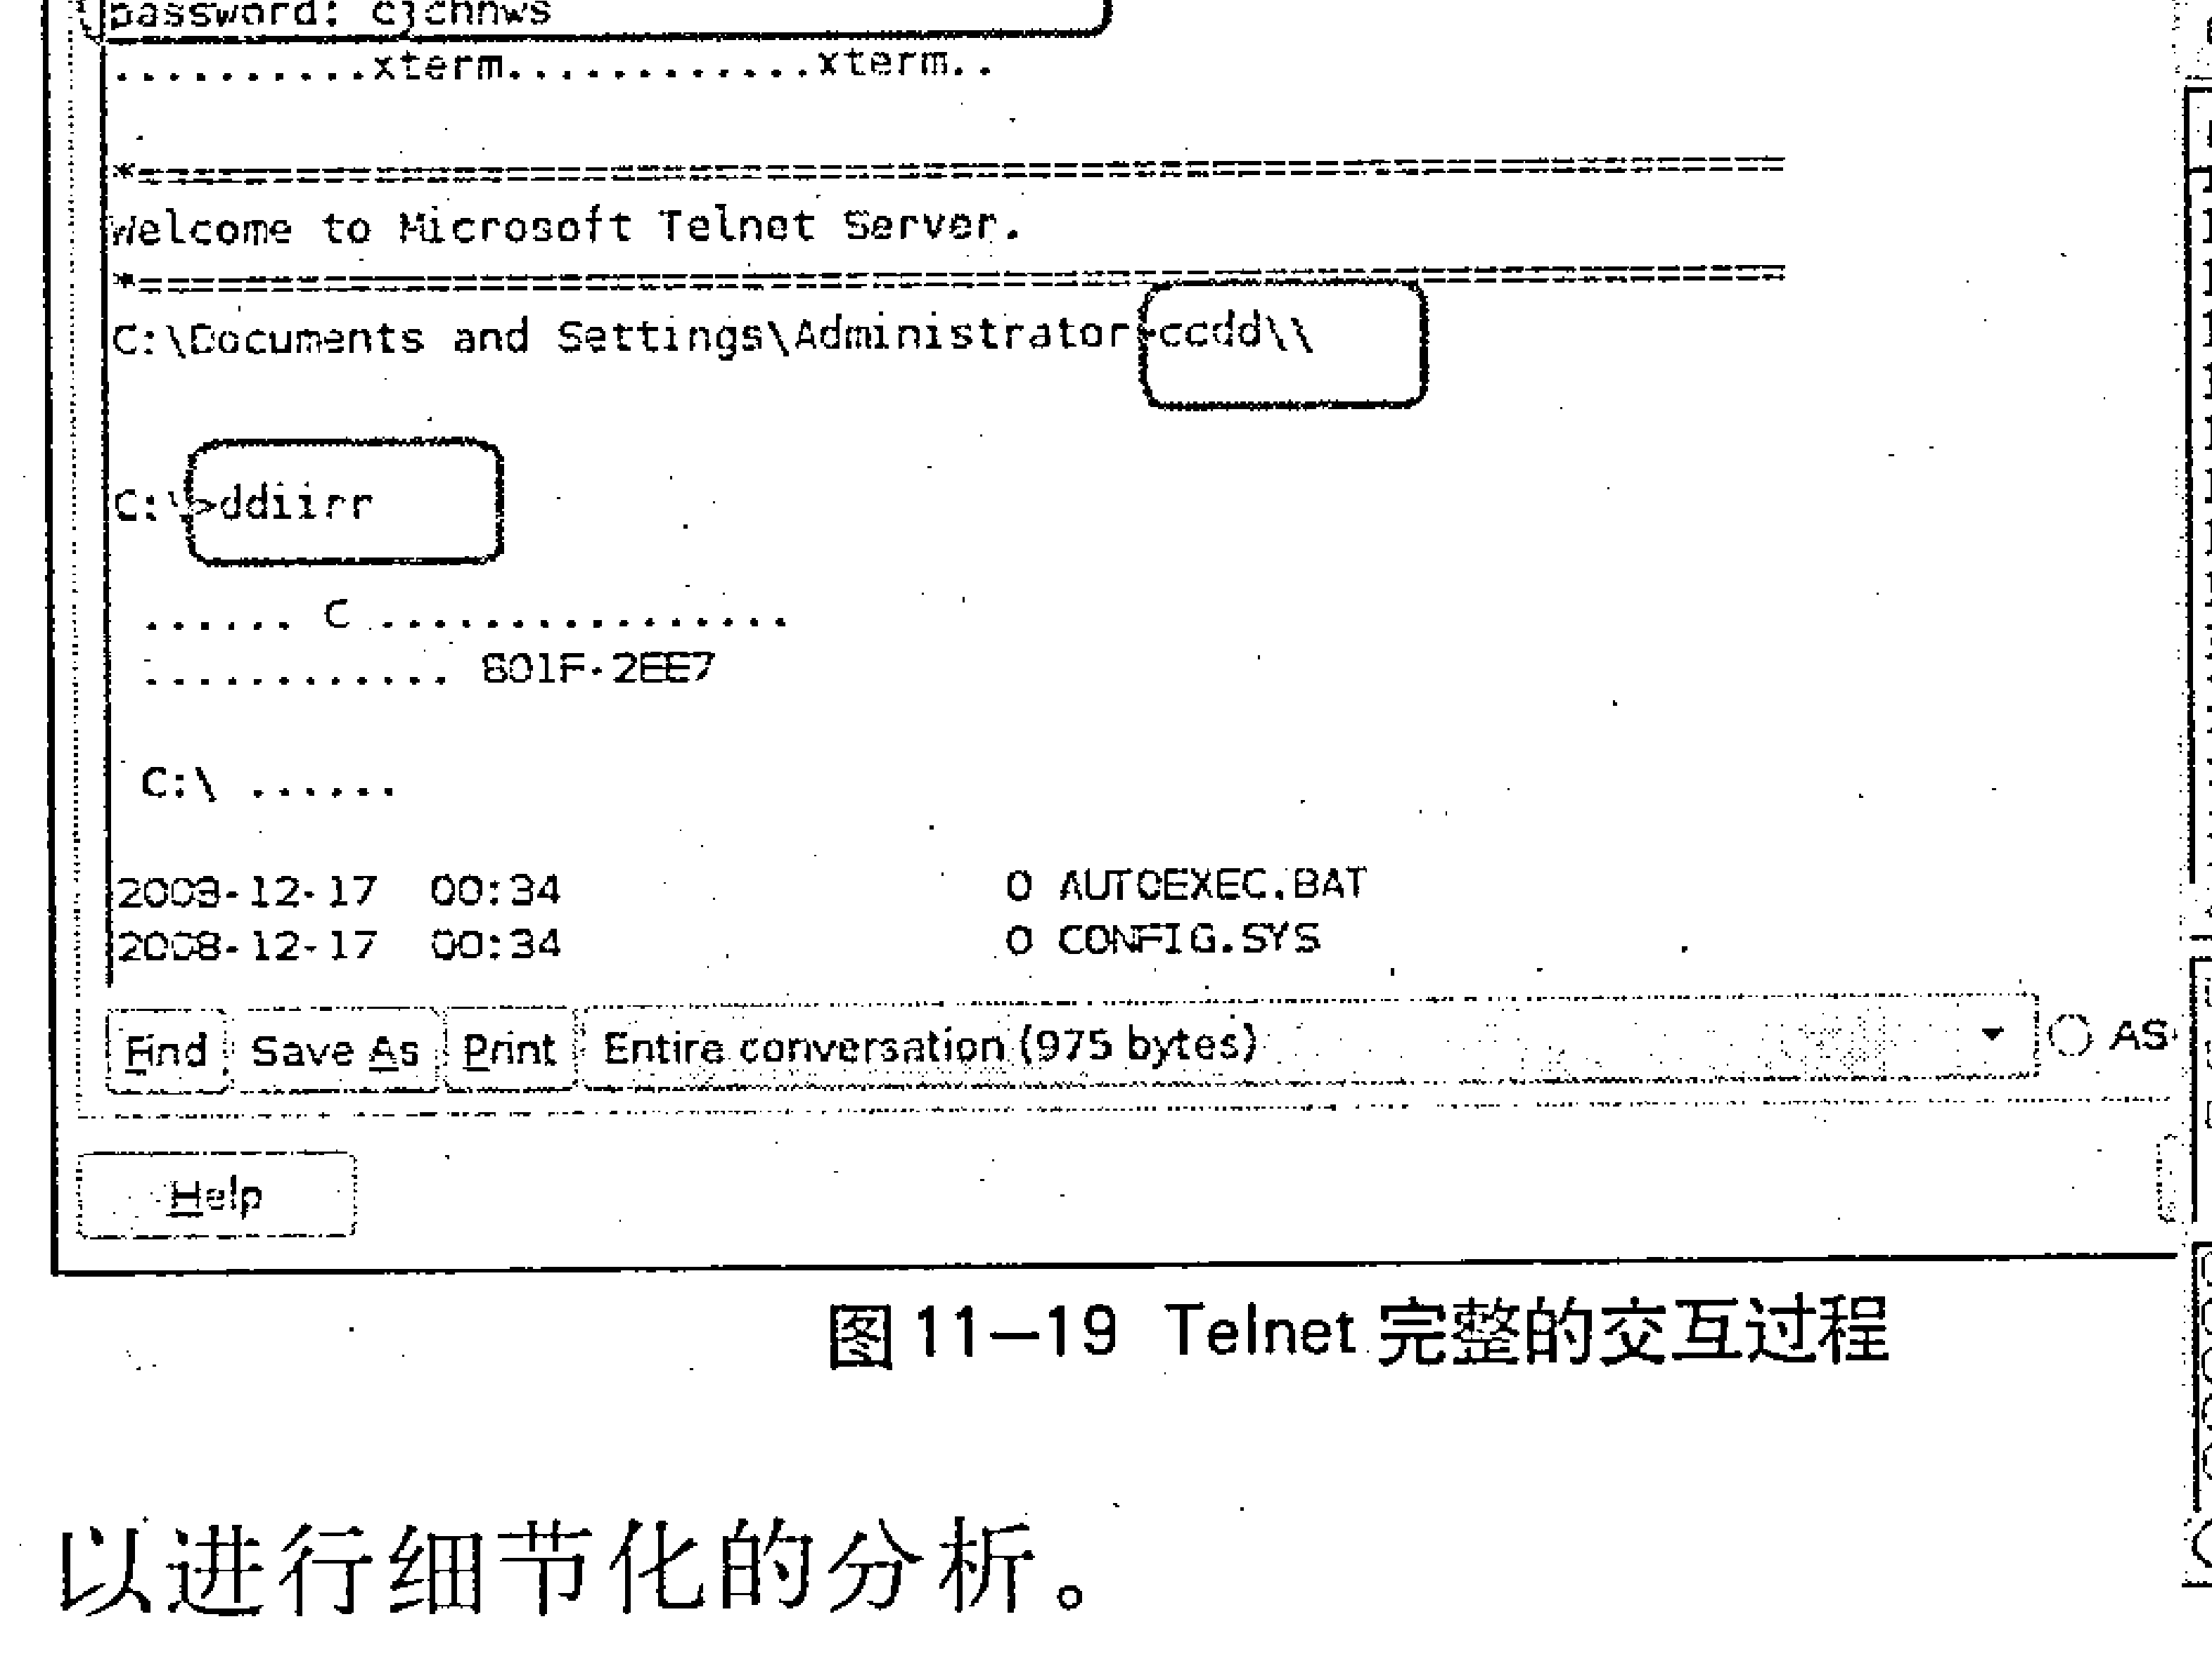 password: cjchnws
..........xterm............xterm..
*===============================================================
Welcome to Microsoft Telnet Server.
*===============================================================
C:\Documents and Settings\Administrator>ccdd\\
C:\>ddiirr
...... C ................
............ 601F-2EE7
C:\ ......
2008-12-17 00:34 0 AUTOEXEC.BAT
2008-12-17 00:34 0 CONFIG.SYS
Find Save As Print Entire conversation (975 bytes) AS
Help
图 11—19 Telnet 完整的交互过程
以进行细节化的分析。